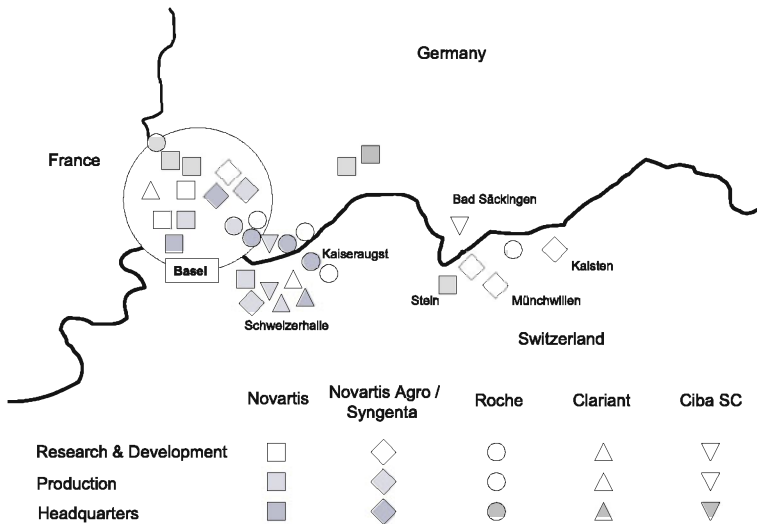 Germany
France
Bad Säckingen
Basel
Kaiseraugst
Kaisten
Stein
Münchwilen
Schweizerhalle
Switzerland
Novartis
Novartis Agro /
Syngenta
Roche
Clariant
Ciba SC
Research & Development
Production
Headquarters